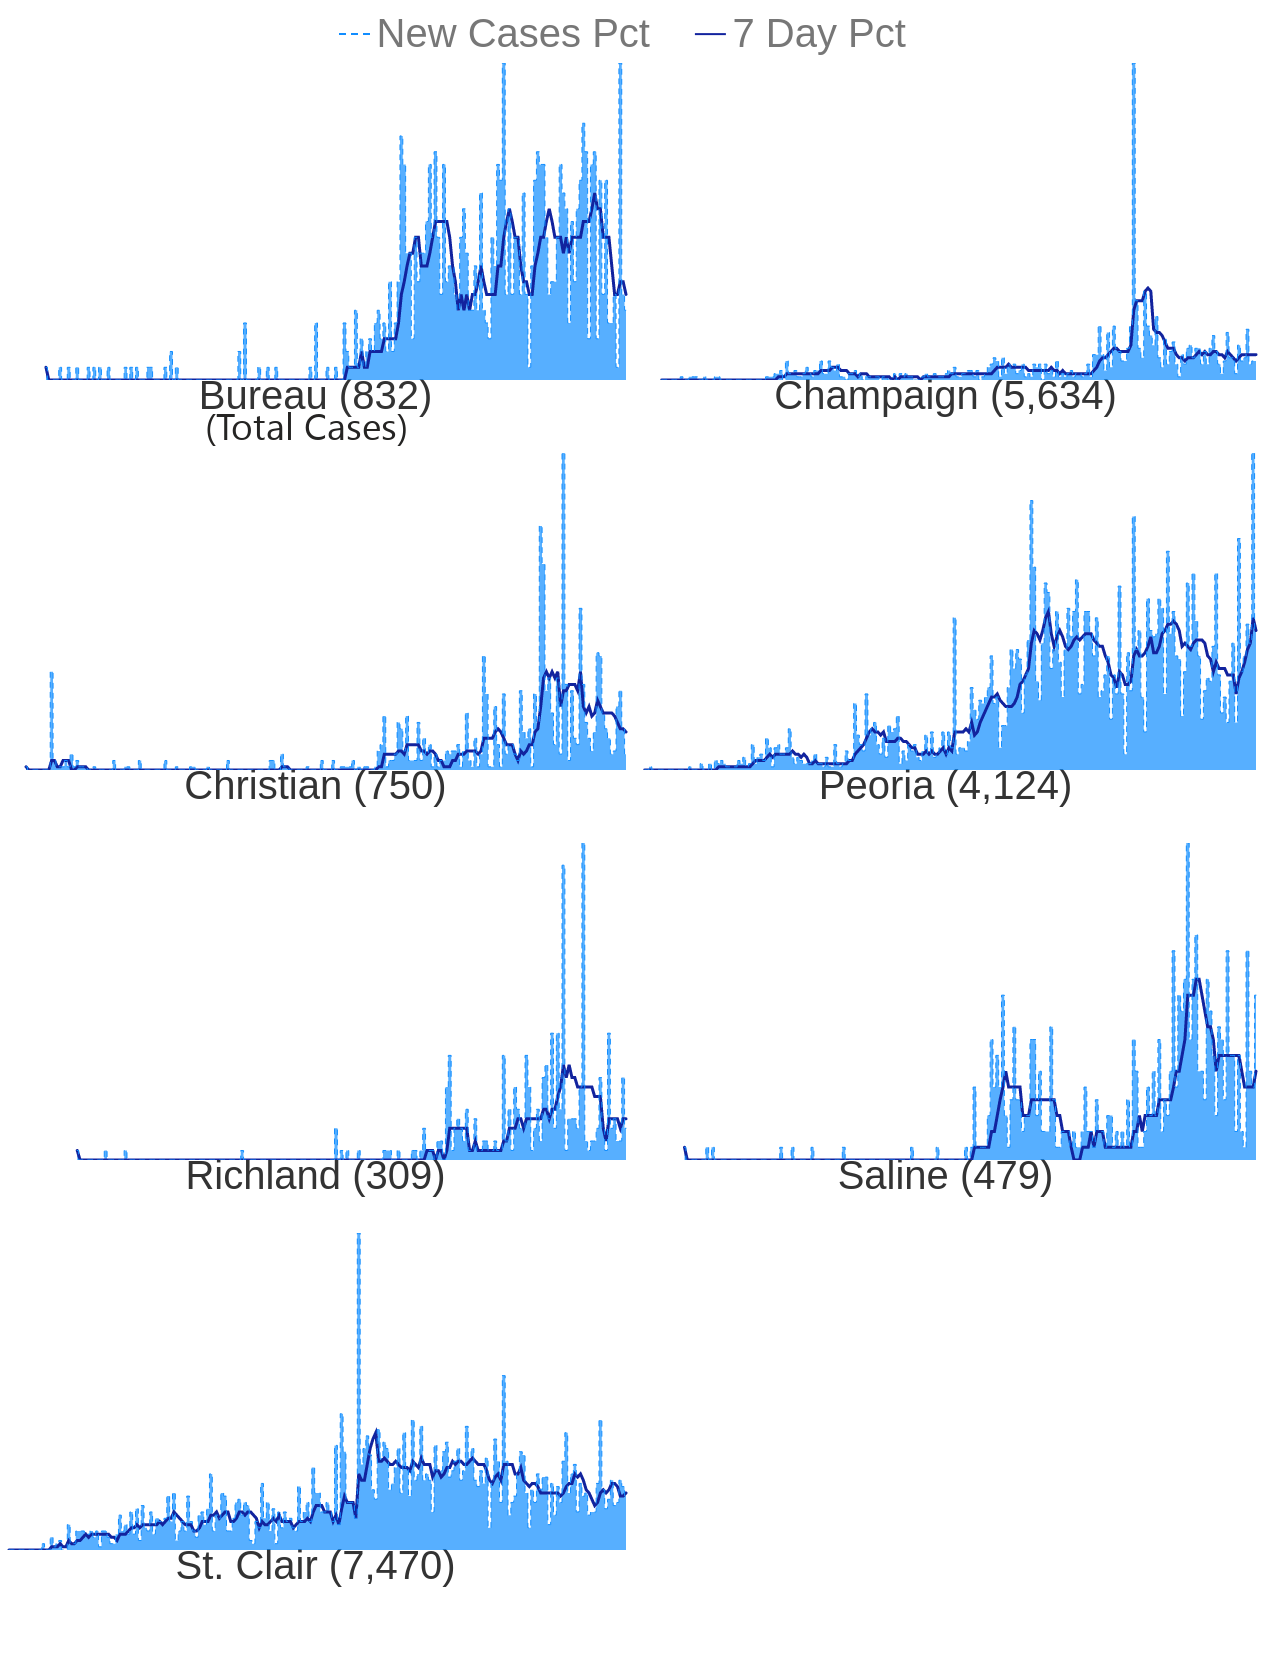 New Cases Pct 7 Day Pct
Bureau (832) Champaign (5,634)
(Total Cases)
Christian (750) Peoria (4,124)
Richland (309) Saline (479)
St. Clair (7,470)